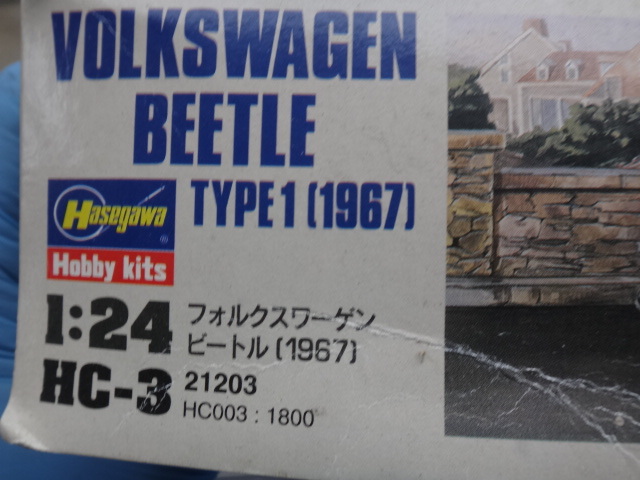 VOLKSWAGEN
BEETLE
TYPE 1 (1967)
Hasegawa
®
Hobby kits
1:24
フォルクスワーゲン
ビートル(1967)
HC-3
21203
HC003 : 1800